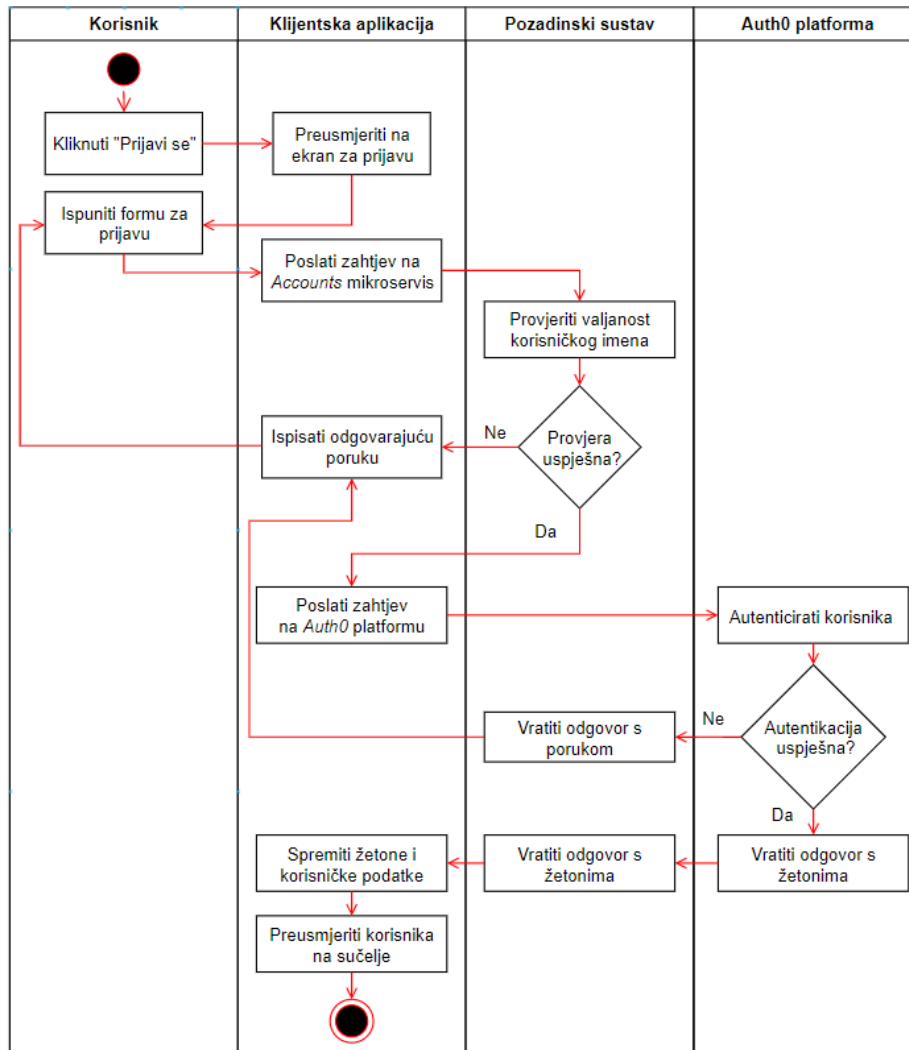 Korisnik
Klijentska aplikacija
Pozadinski sustav
Auth0 platforma
Kliknuti "Prijavi se"
Preusmjeriti na
ekran za prijavu
Ispuniti formu za
prijavu
Poslati zahtjev na
Accounts mikroservis
Provjeriti valjanost
korisničkog imena
Provjera
uspješna?
Ne
Ispisati odgovarajuću
poruku
Da
Poslati zahtjev
na Auth0 platformu
Autenticirati korisnika
Autentikacija
uspješna?
Ne
Vratiti odgovor s
porukom
Da
Vratiti odgovor s
žetonima
Vratiti odgovor s
žetonima
Spremiti žetone i
korisničke podatke
Preusmjeriti korisnika
na sučelje